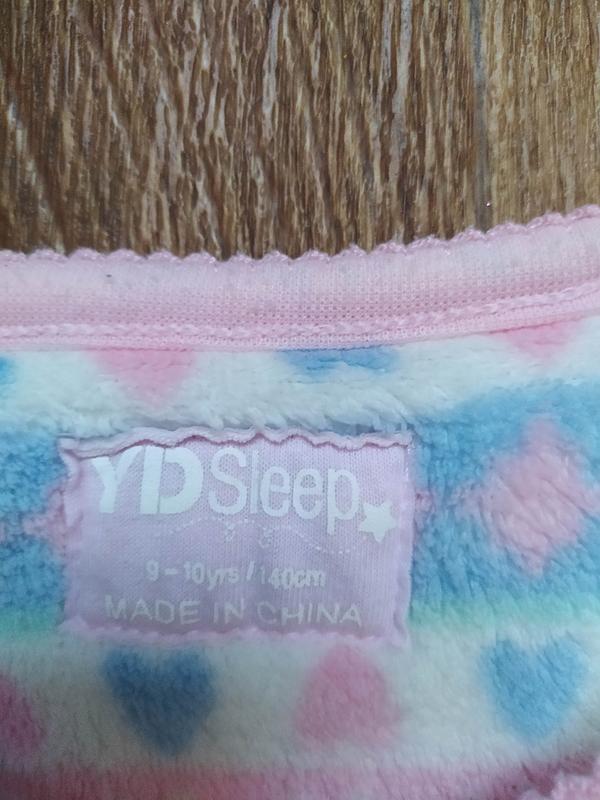 YD Sleep
9-10yrs / 140cm
MADE IN CHINA